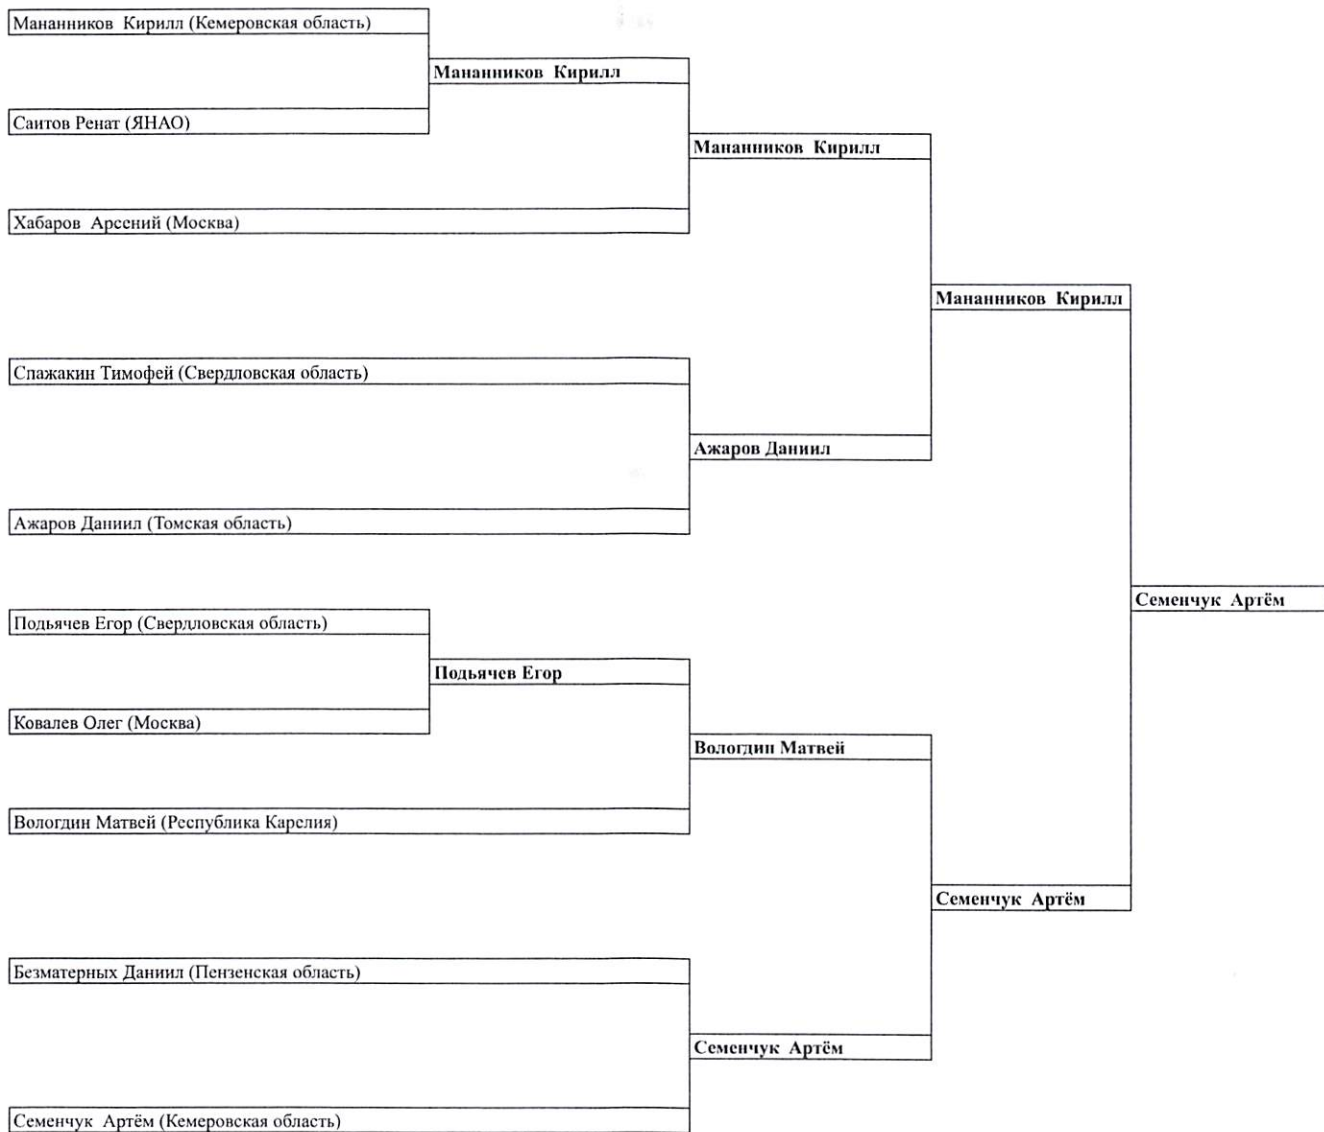 Мананников Кирилл (Кемеровская область)
Мананников Кирилл
Саитов Ренат (ЯНАО)
Мананников Кирилл
Хабаров Арсений (Москва)
Мананников Кирилл
Спажакин Тимофей (Свердловская область)
Ажаров Даниил
Ажаров Даниил (Томская область)
Семенчук Артём
Подьячев Егор (Свердловская область)
Подьячев Егор
Ковалев Олег (Москва)
Вологдин Матвей
Вологдин Матвей (Республика Карелия)
Семенчук Артём
Безматерных Даниил (Пензенская область)
Семенчук Артём
Семенчук Артём (Кемеровская область)